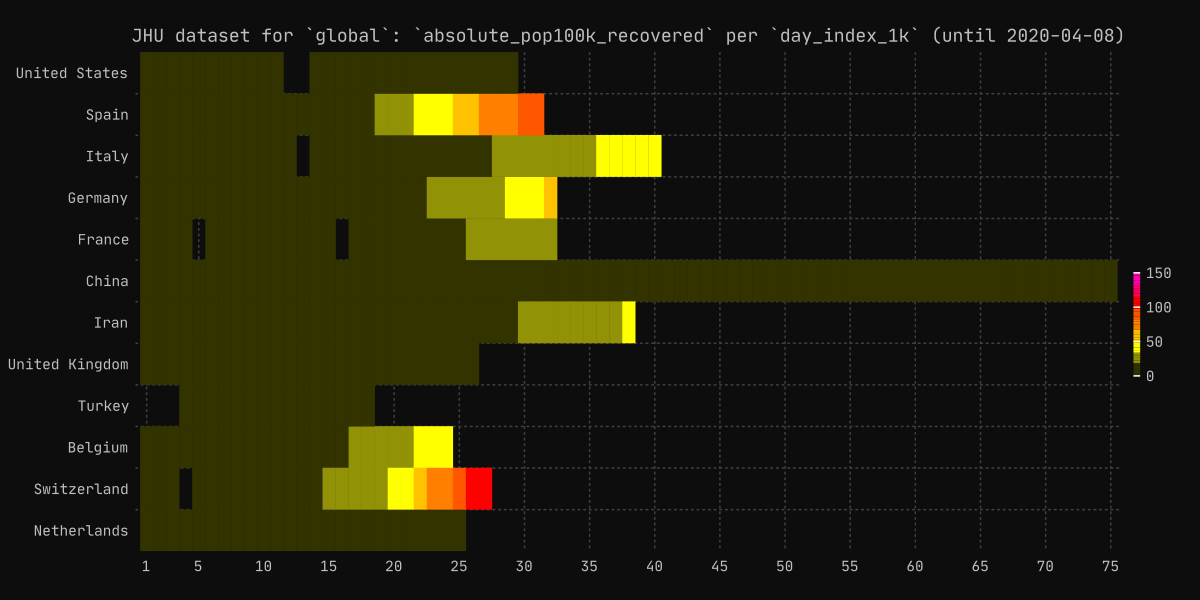 JHU dataset for `global`: `absolute_pop100k_recovered` per `day_index_1k` (until 2020-04-08)
United States
Spain
Italy
Germany
France
China
Iran
United Kingdom
Turkey
Belgium
Switzerland
Netherlands
150
100
50
0
1 5 10 15 20 25 30 35 40 45 50 55 60 65 70 75